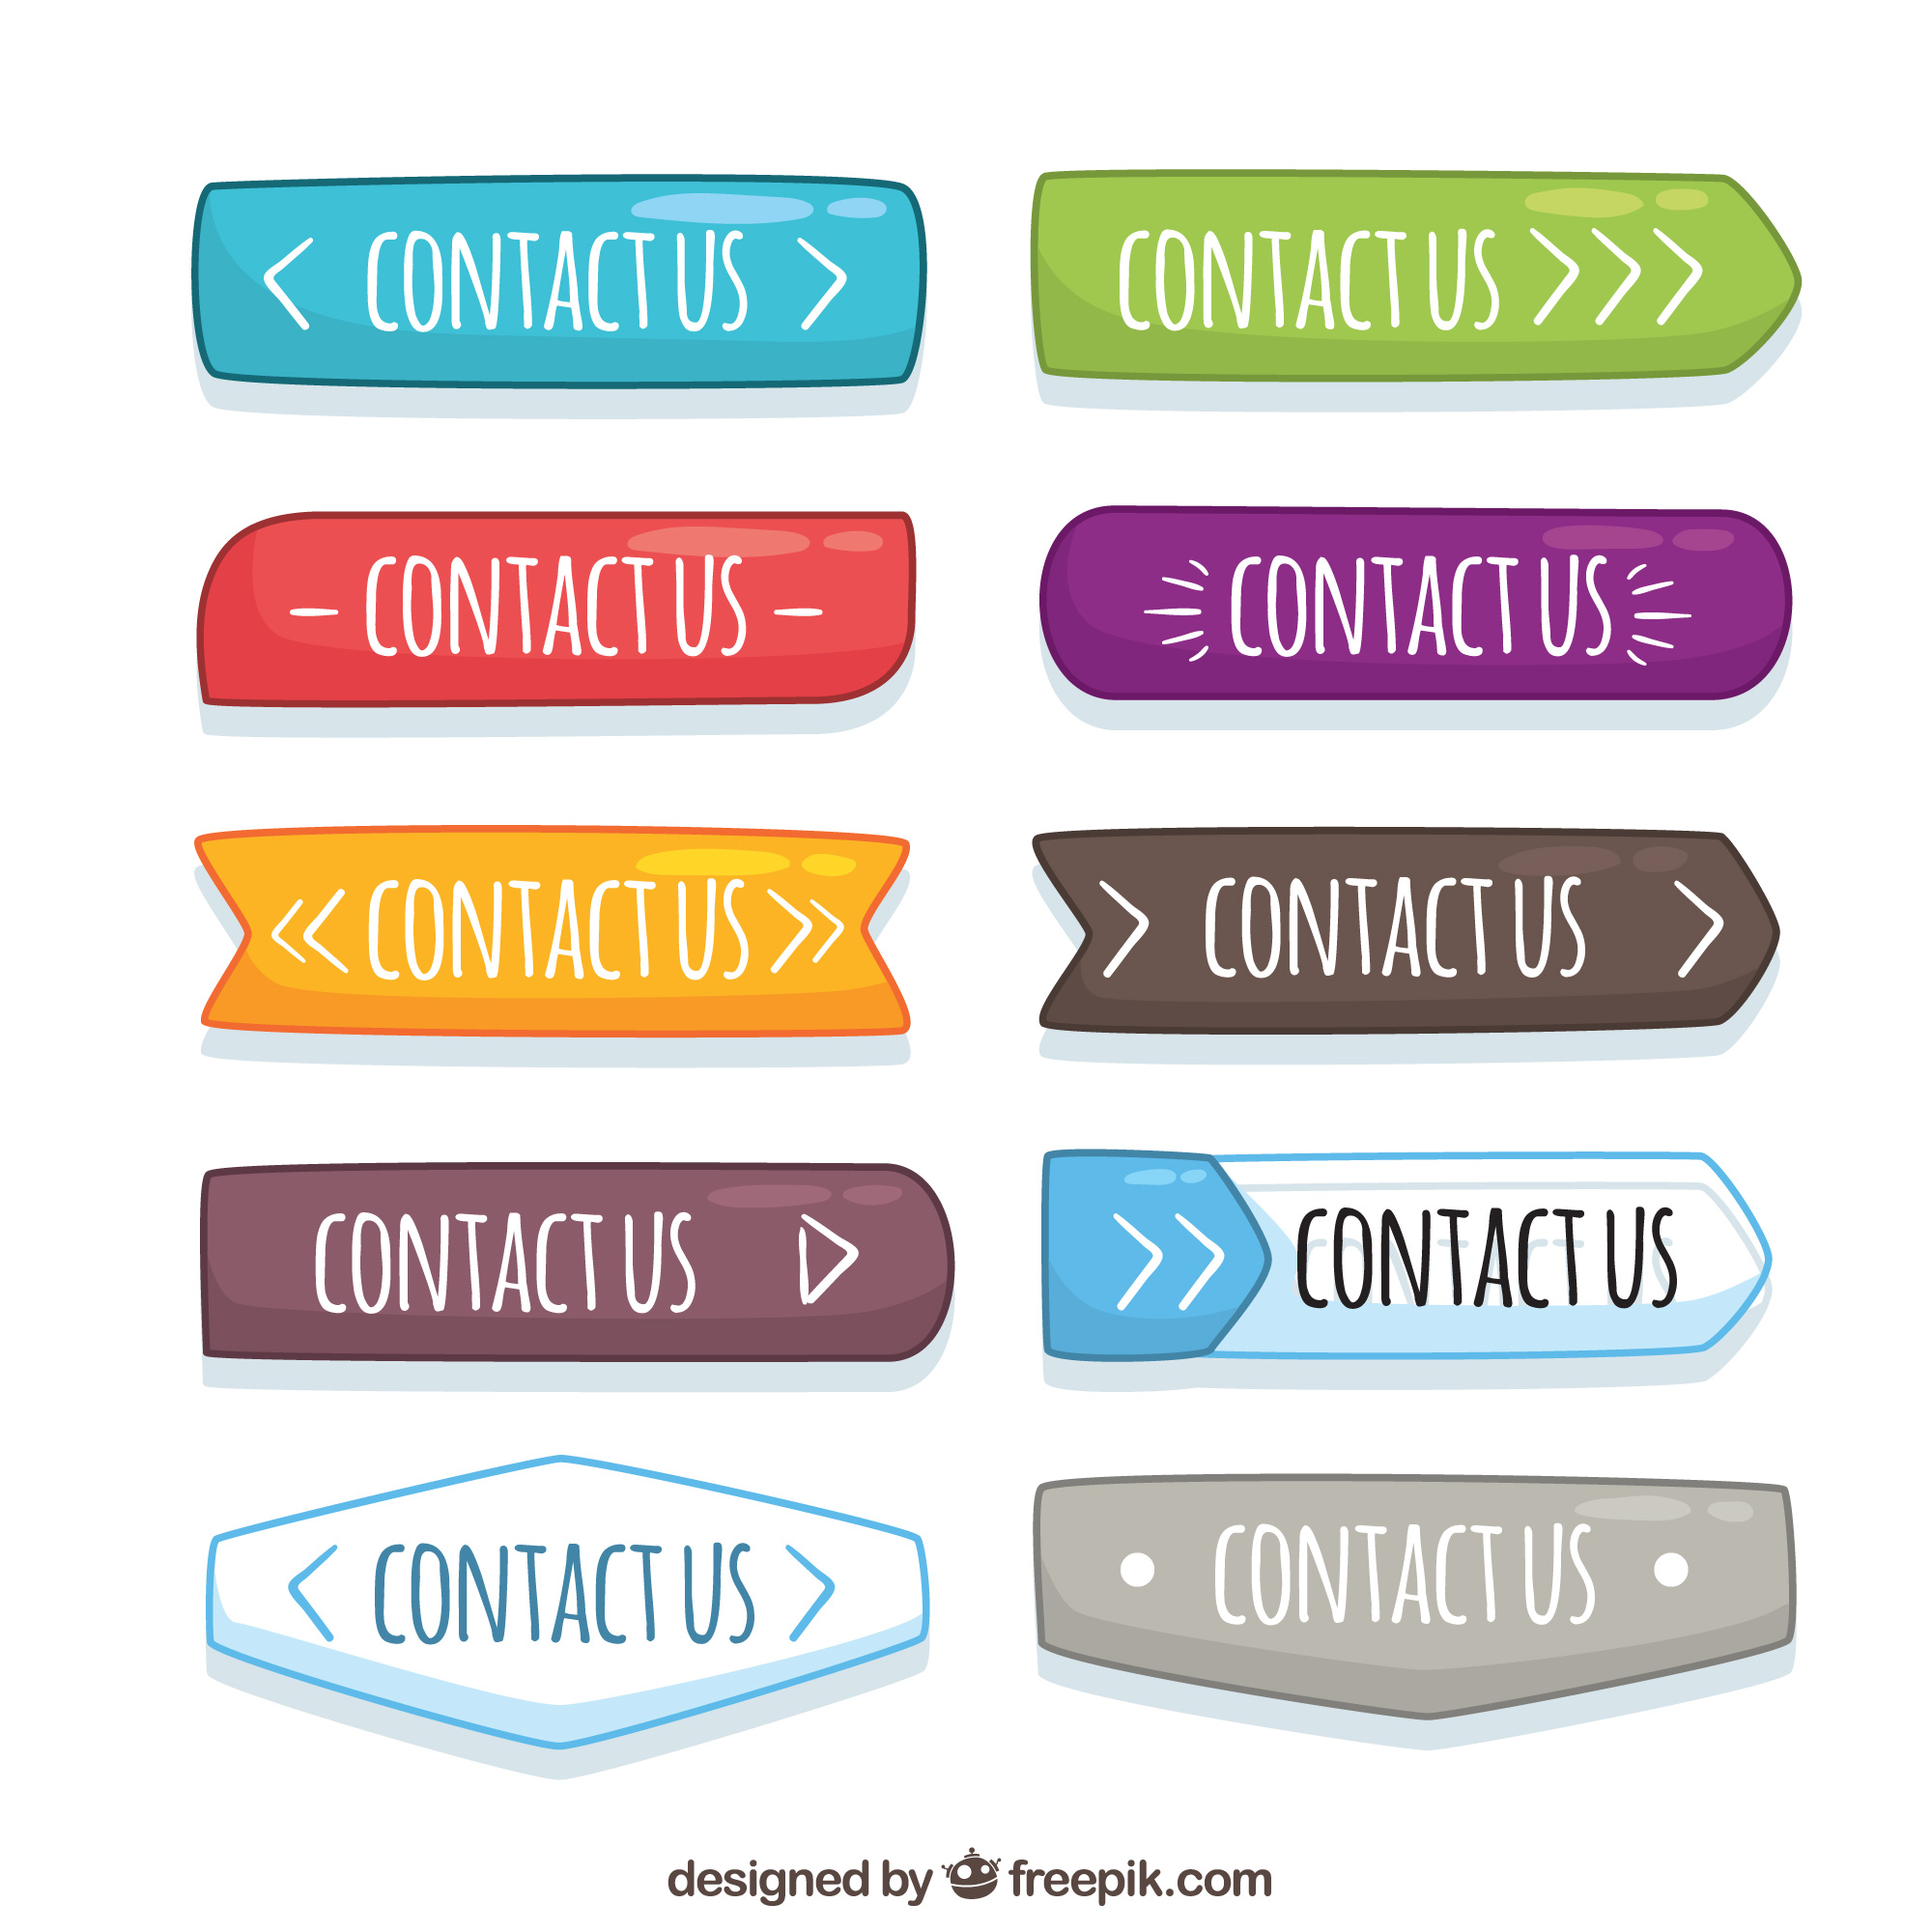 < CONTACT US >
CONTACT US >>>
- CONTACT US -
CONTACT US
<< CONTACT US >>
> CONTACT US >
CONTACT US
>> CONTACT US
< CONTACT US >
• CONTACT US •
designed by freepik.com